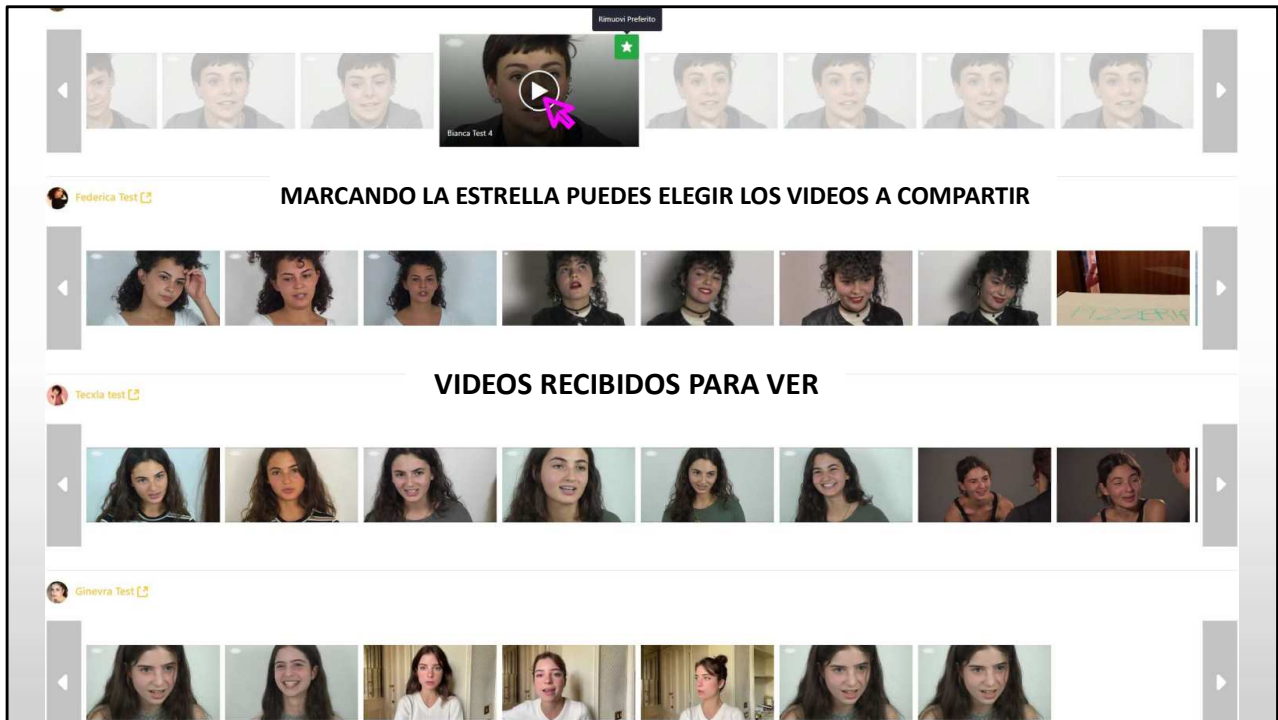 Rimuovi Preferito
Bianca Test 4
Federica Test
MARCANDO LA ESTRELLA PUEDES ELEGIR LOS VIDEOS A COMPARTIR
VIDEOS RECIBIDOS PARA VER
Tecxla test
Ginevra Test